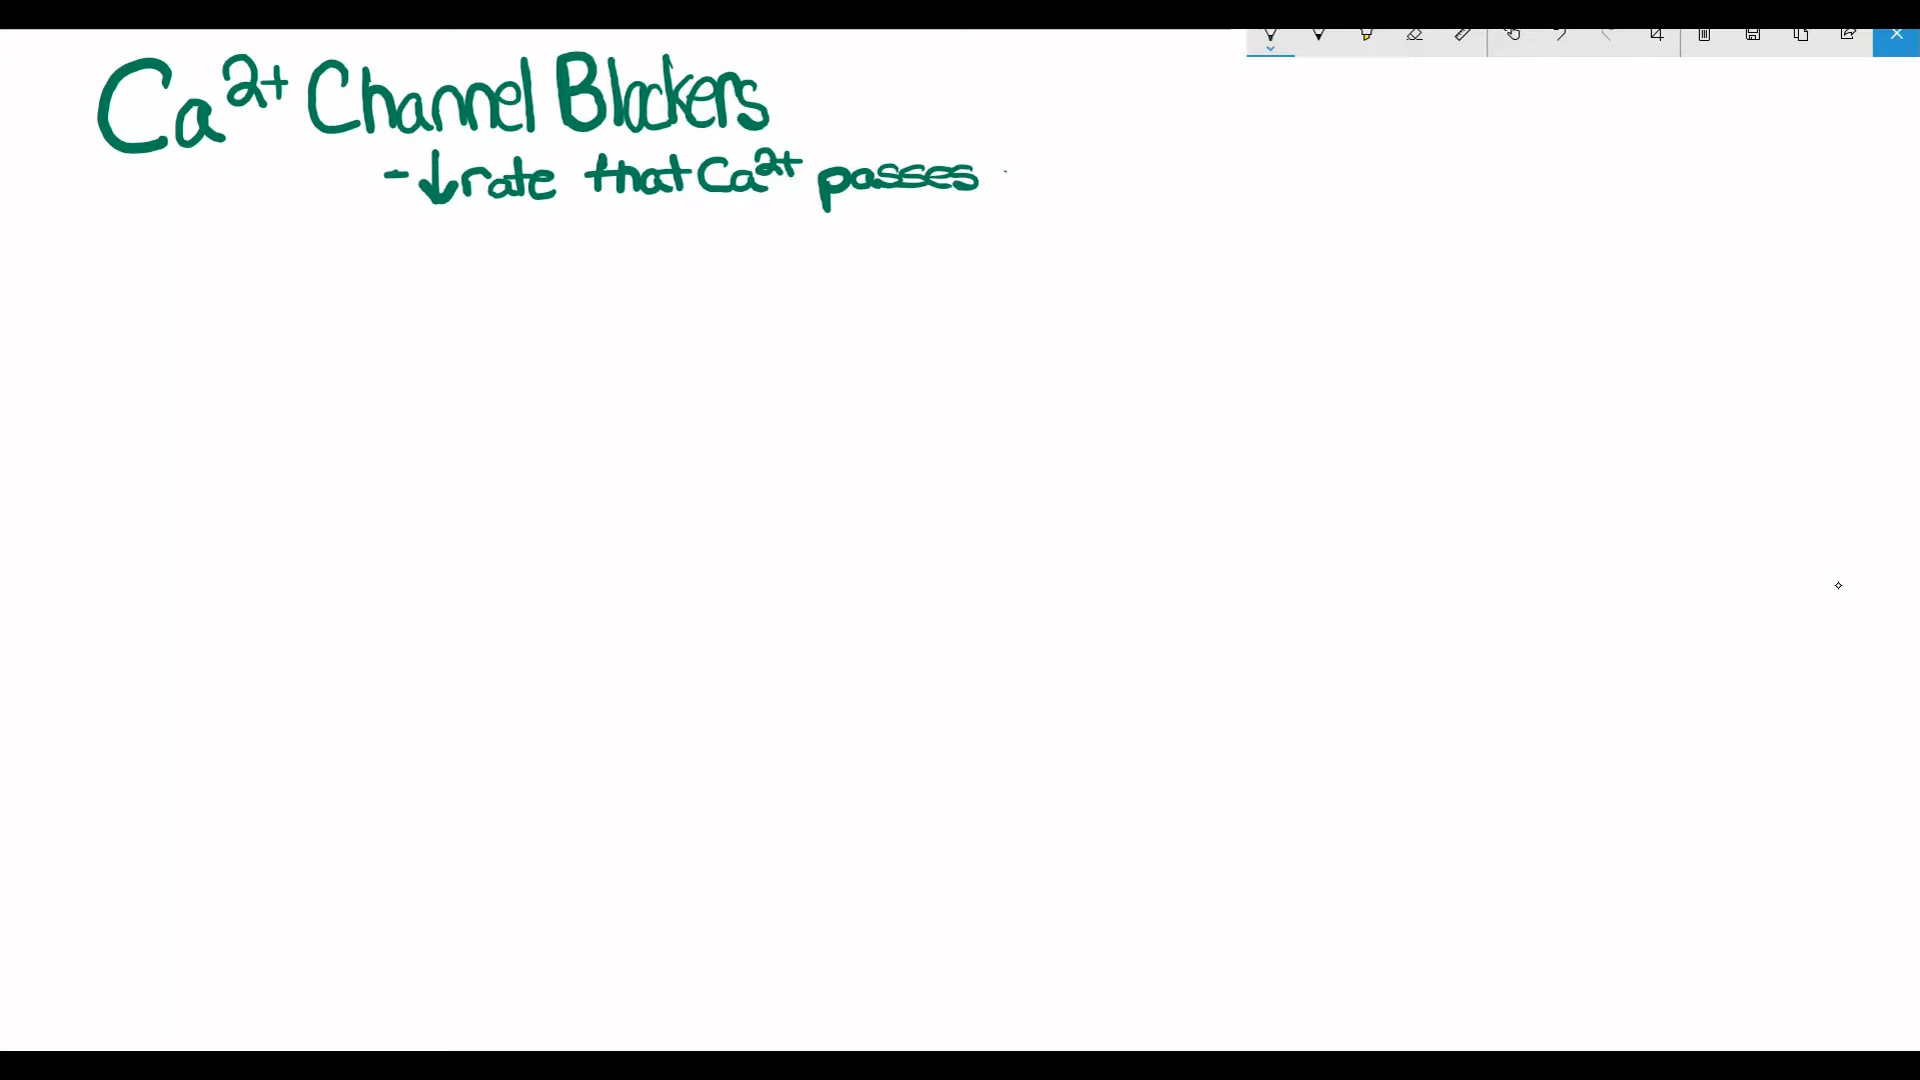 Ca²⁺ Channel Blockers
- ↓ rate that Ca²⁺ passes